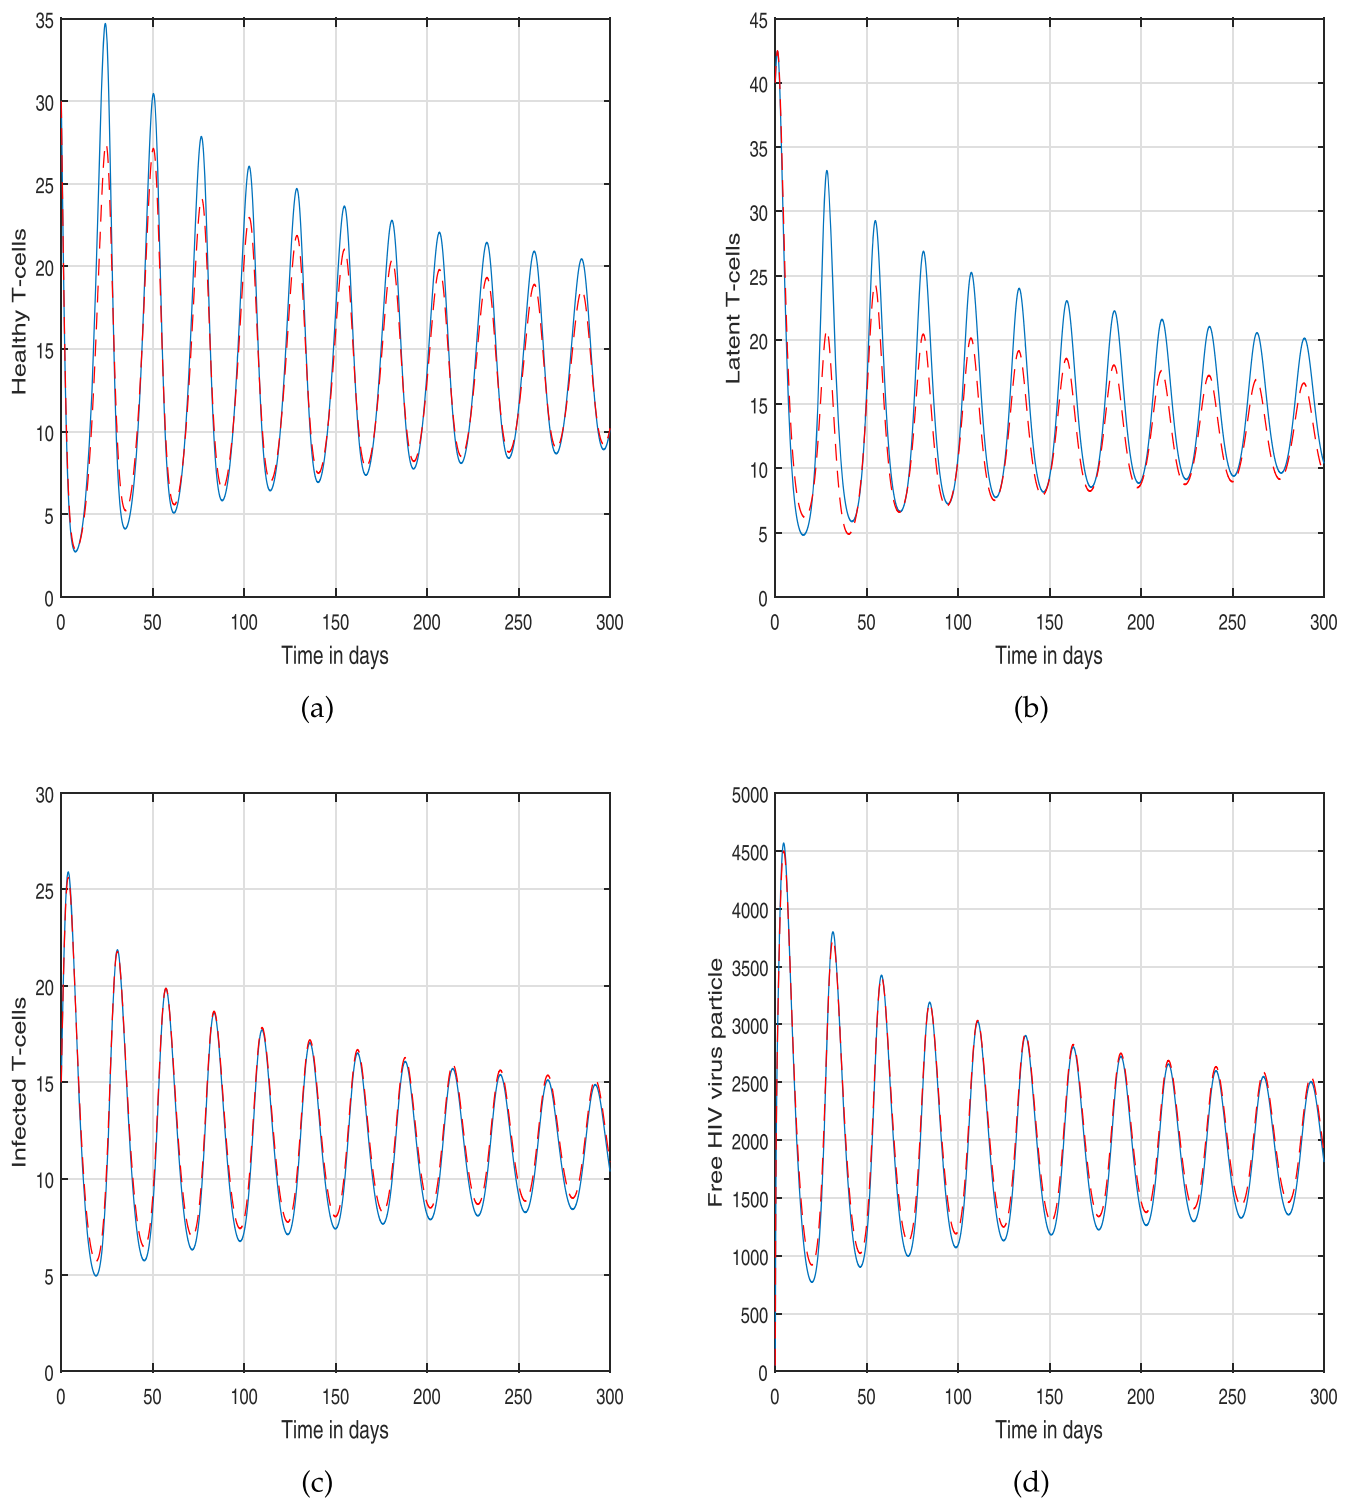 35
30
25
20
15
10
5
0
Healthy T-cells
0 50 100 150 200 250 300
Time in days
(a)
45
40
35
30
25
20
15
10
5
0
Latent T-cells
0 50 100 150 200 250 300
Time in days
(b)
30
25
20
15
10
5
0
Infected T-cells
0 50 100 150 200 250 300
Time in days
(c)
5000
4500
4000
3500
3000
2500
2000
1500
1000
500
0
Free HIV virus particle
0 50 100 150 200 250 300
Time in days
(d)